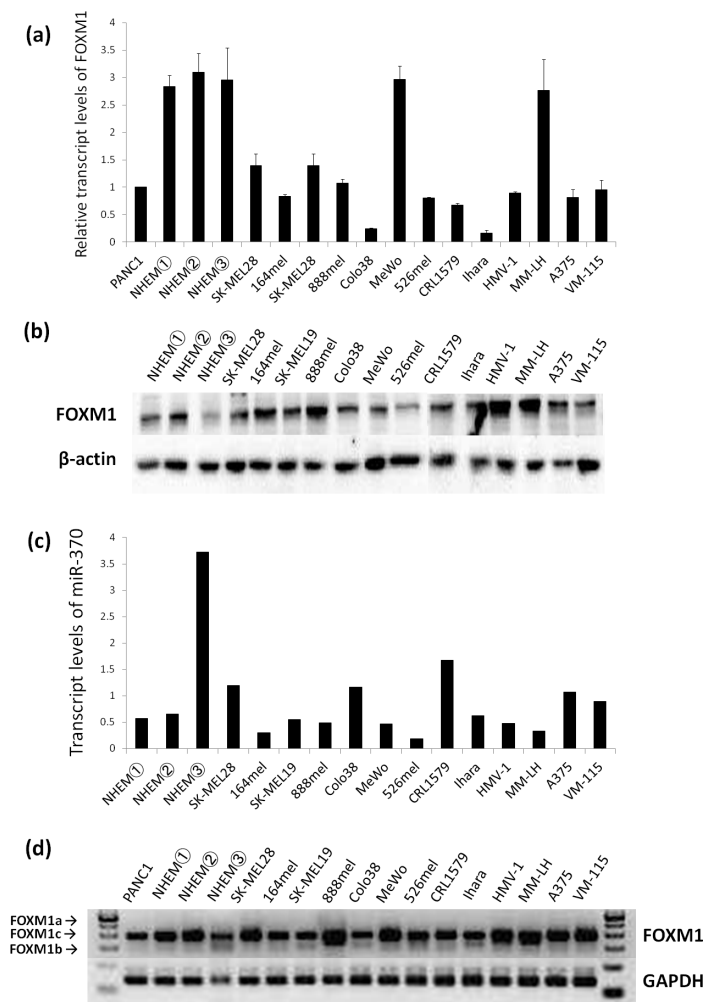 (a)
Relative transcript levels of FOXM1
4
3.5
3
2.5
2
1.5
1
0.5
0
PANC1 NHEM① NHEM② NHEM③ SK-MEL28 164mel SK-MEL28 888mel Colo38 MeWo 526mel CRL1579 Ihara HMV-1 MM-LH A375 VM-115
(b)
NHEM① NHEM② NHEM③ SK-MEL28 164mel SK-MEL19 888mel Colo38 MeWo 526mel CRL1579 Ihara HMV-1 MM-LH A375 VM-115
FOXM1
β-actin
(c)
Transcript levels of miR-370
4
3.5
3
2.5
2
1.5
1
0.5
0
NHEM① NHEM② NHEM③ SK-MEL28 164mel SK-MEL19 888mel Colo38 MeWo 526mel CRL1579 Ihara HMV-1 MM-LH A375 VM-115
(d)
PANC1 NHEM① NHEM② NHEM③ SK-MEL28 164mel SK-MEL19 888mel Colo38 MeWo 526mel CRL1579 Ihara HMV-1 MM-LH A375 VM-115
FOXM1a →
FOXM1c →
FOXM1b →
FOXM1
GAPDH